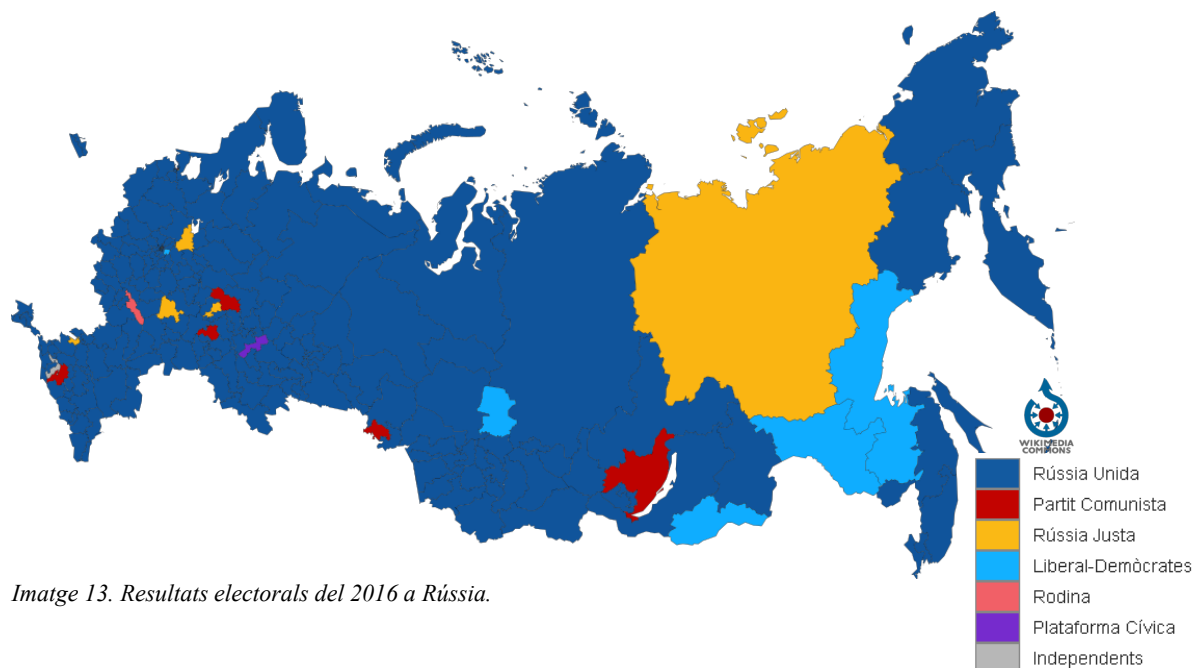 WIKIMEDIA
COMMONS
Rússia Unida
Partit Comunista
Rússia Justa
Liberal-Demòcrates
Rodina
Plataforma Cívica
Independents
Imatge 13. Resultats electorals del 2016 a Rússia.